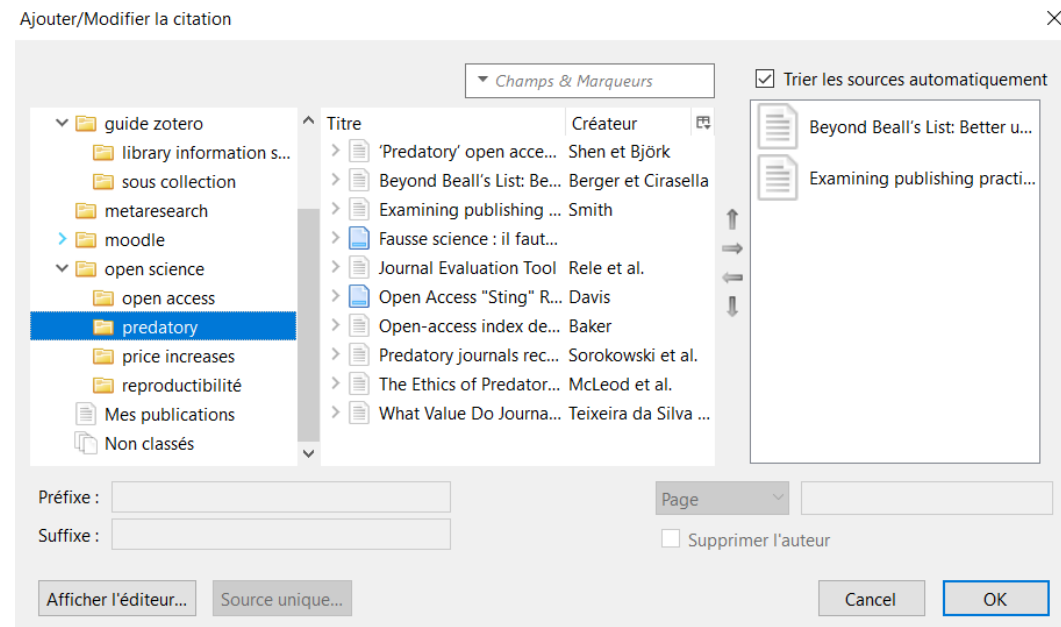 Ajouter/Modifier la citation
Champs & Marqueurs
Trier les sources automatiquement
guide zotero
library information s...
sous collection
metaresearch
moodle
open science
open access
predatory
price increases
reproductibilité
Mes publications
Non classés
Titre Créateur
'Predatory' open acce... Shen et Björk
Beyond Beall's List: Be... Berger et Cirasella
Examining publishing ... Smith
Fausse science : il faut...
Journal Evaluation Tool Rele et al.
Open Access "Sting" R... Davis
Open-access index de... Baker
Predatory journals rec... Sorokowski et al.
The Ethics of Predator... McLeod et al.
What Value Do Journa... Teixeira da Silva ...
Beyond Beall's List: Better u...
Examining publishing practi...
Préfixe :
Page
Suffixe :
Supprimer l'auteur
Afficher l'éditeur... Source unique... Cancel OK